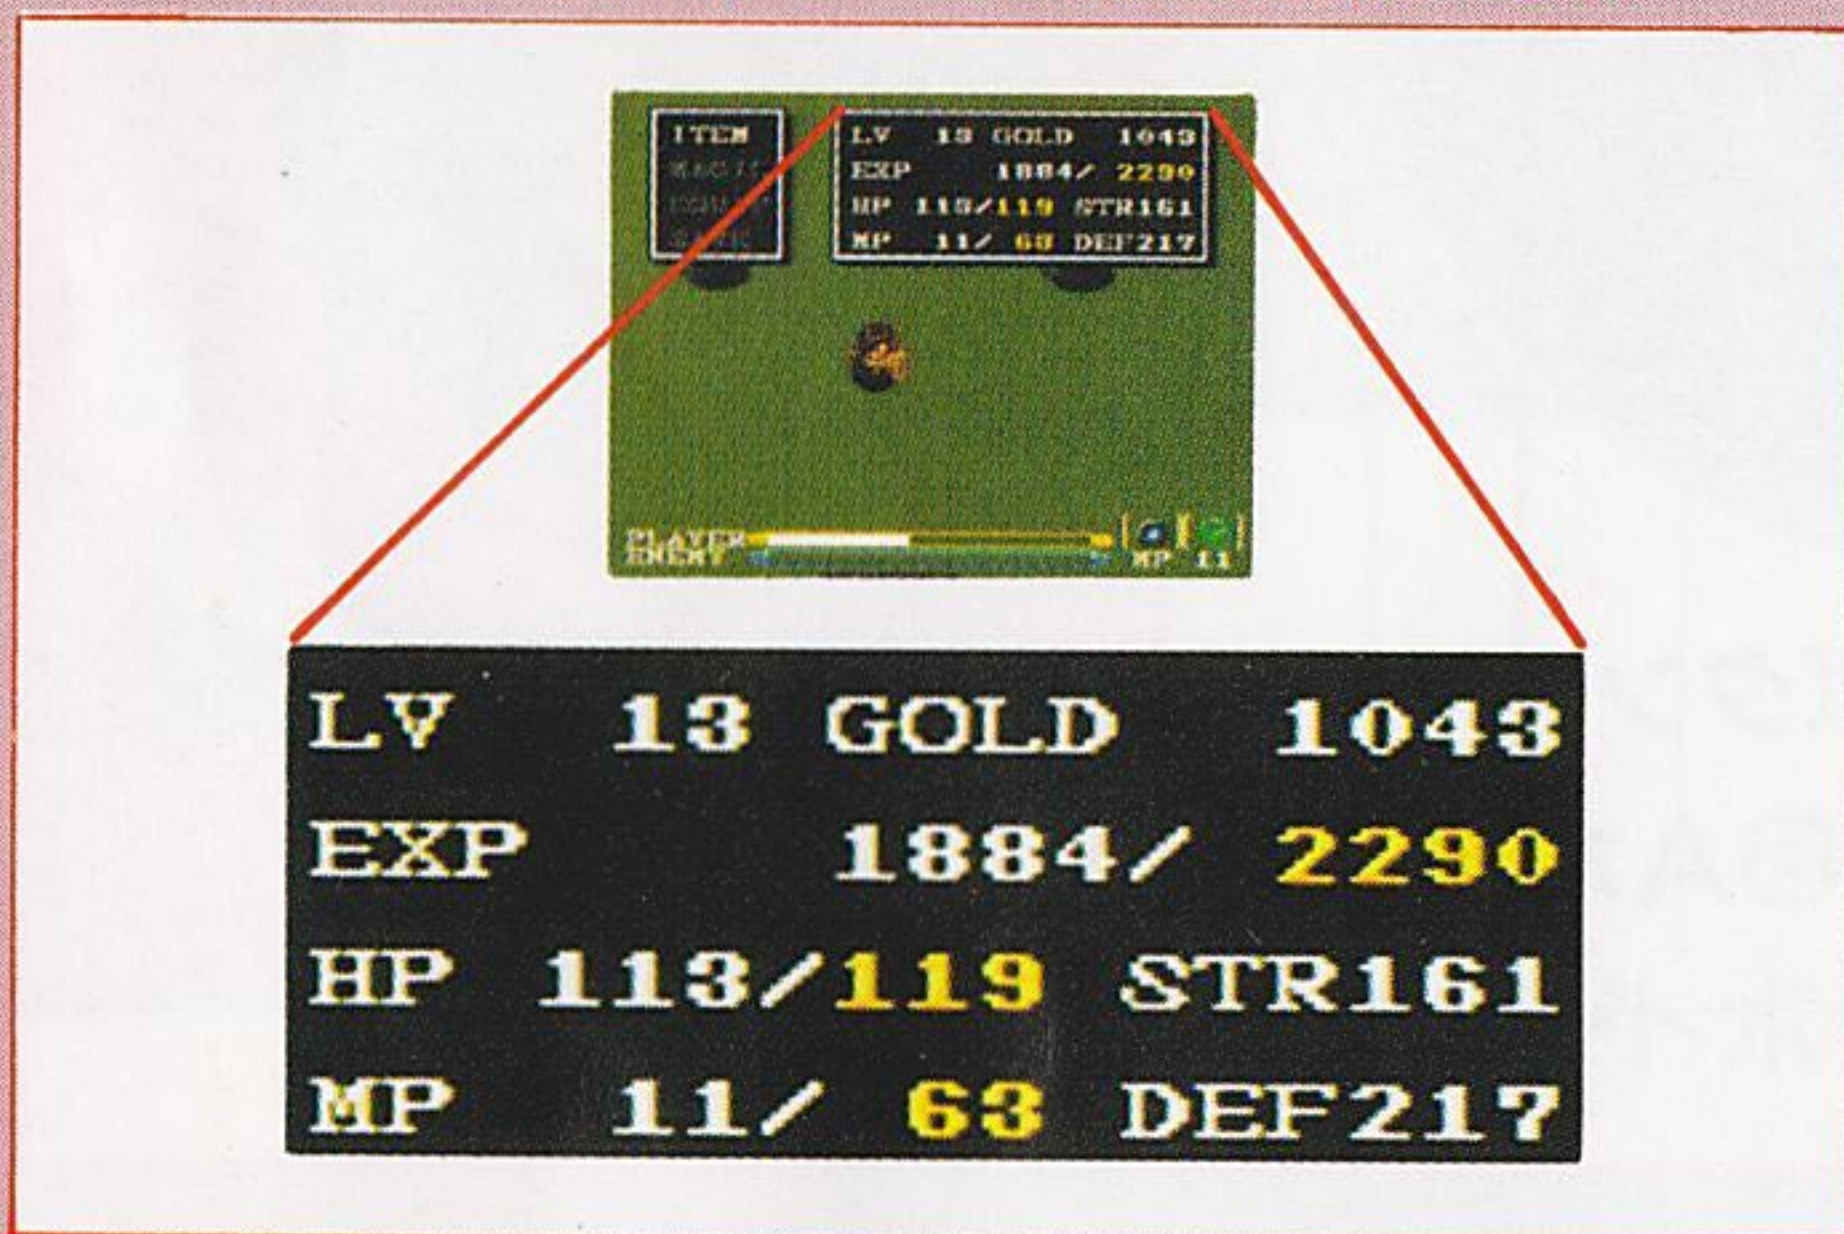 ITEM
LV 13 GOLD 1043
EXP 1884/ 2290
HP 113/119 STR161
MP 11/ 63 DEF217
PLAYER
ENEMY
MP 11
LV 13 GOLD 1043
EXP 1884/ 2290
HP 113/119 STR161
MP 11/ 63 DEF217